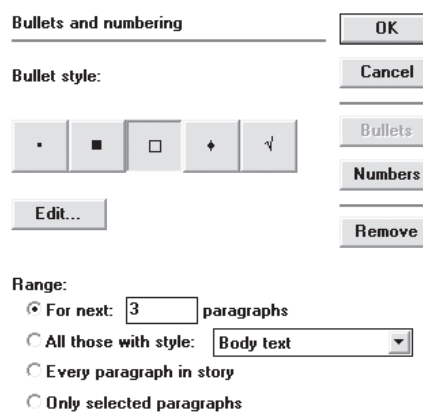 Bullets and numbering
OK
Bullet style:
Cancel
Bullets
Numbers
Edit...
Remove
Range:
For next: 3 paragraphs
All those with style: Body text
Every paragraph in story
Only selected paragraphs